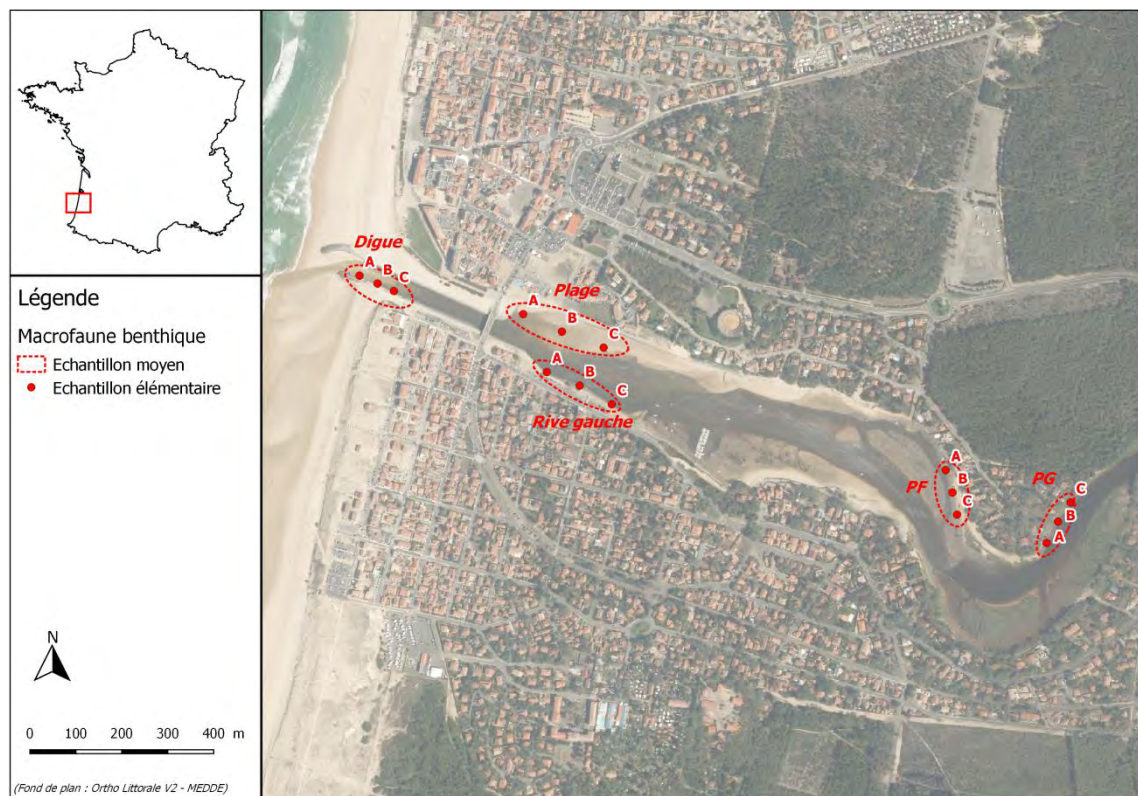 Légende
Macrofaune benthique
Echantillon moyen
Echantillon élémentaire
N
0 100 200 300 400 m
(Fond de plan : Ortho Littorale V2 - MEDDE)
Digue
A B C
Plage
A B C
A B C
Rive gauche
PF
A
B
C
PG
C
B
A